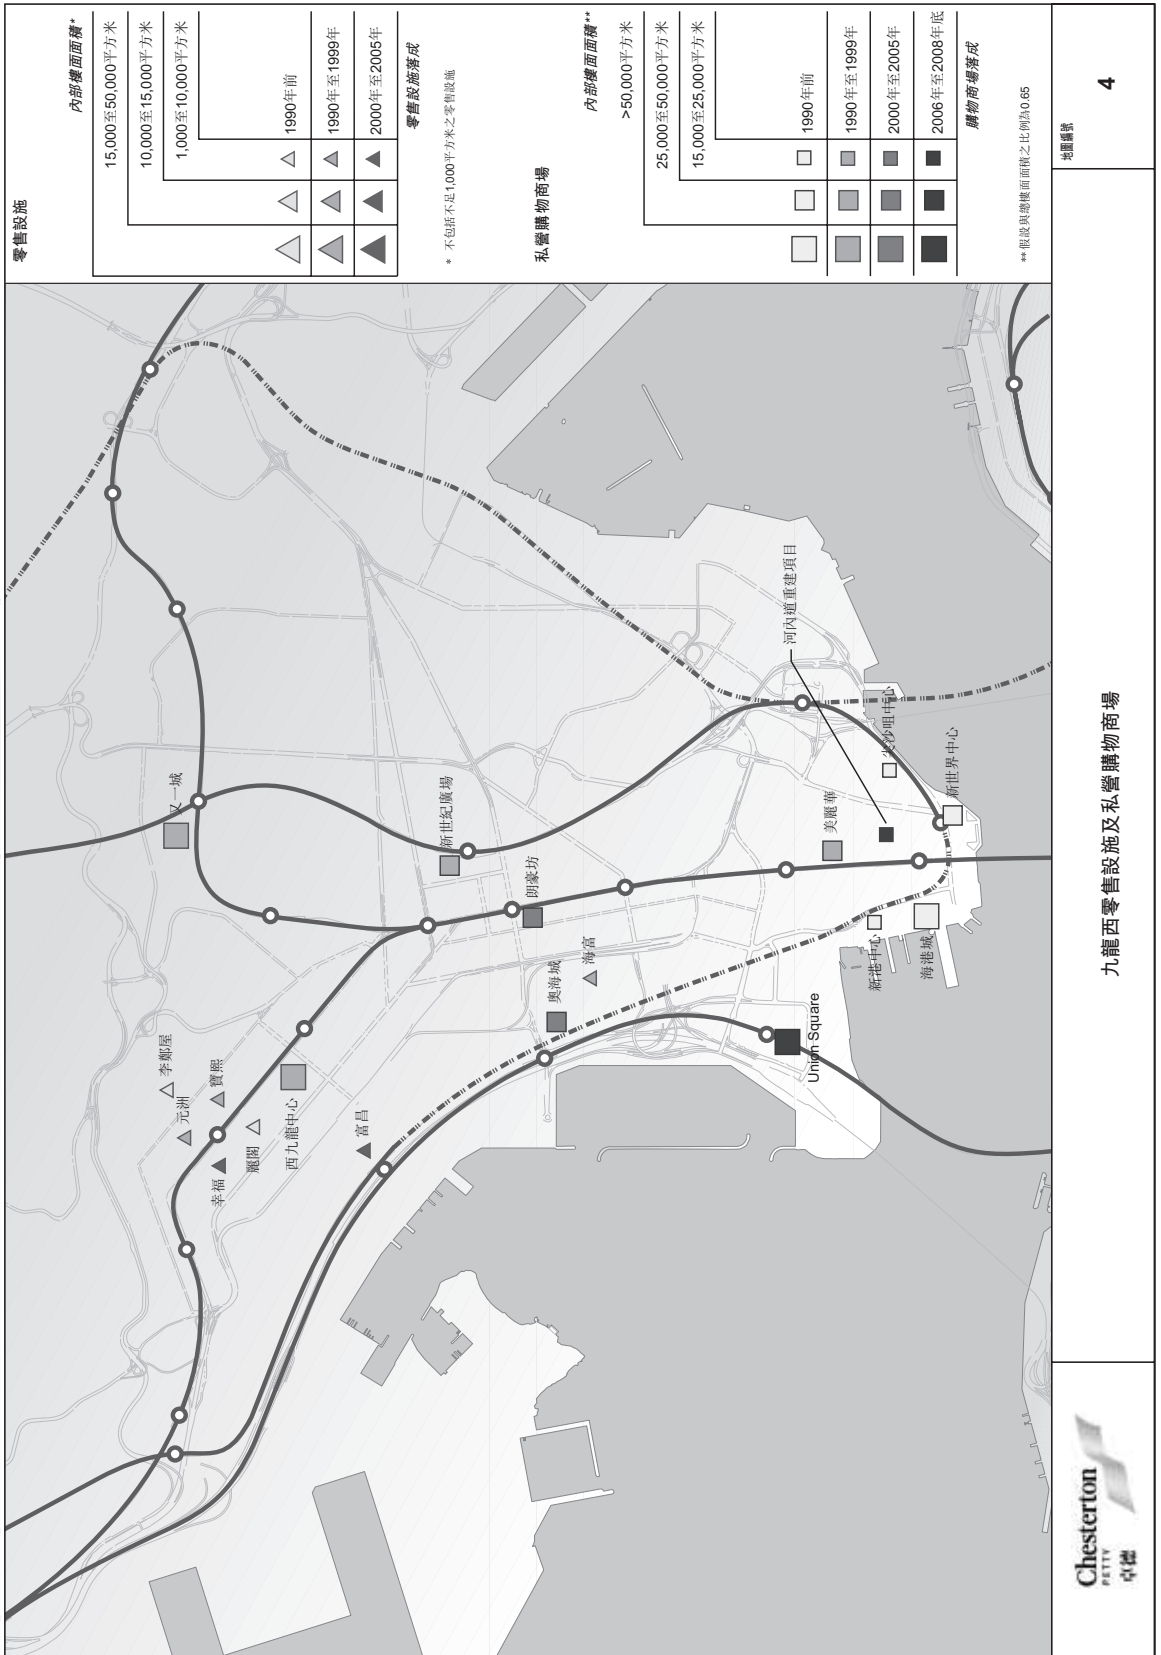 零售設施
內部樓面面積*
15,000至50,000平方米
10,000至15,000平方米
1,000至10,000平方米
1990年前
1990年至1999年
2000年至2005年
零售設施落成
* 不包括不足1,000平方米之零售設施
私營購物商場
內部樓面面積**
>50,000平方米
25,000至50,000平方米
15,000至25,000平方米
1990年前
1990年至1999年
2000年至2005年
2006年至2008年底
購物商場落成
**假設與總樓面面積之比例為0.65
又一城
李鄭屋
元洲
寶熙
幸福
麗閣
西九龍中心
富昌
新世紀廣場
朗豪坊
奧海城
海富
河內道重建項目
美麗華
尖沙咀中心
新世界中心
新港中心
海港城
Union Square
Chesterton
PETTY
卓德
九龍西零售設施及私營購物商場
地圖編號
4